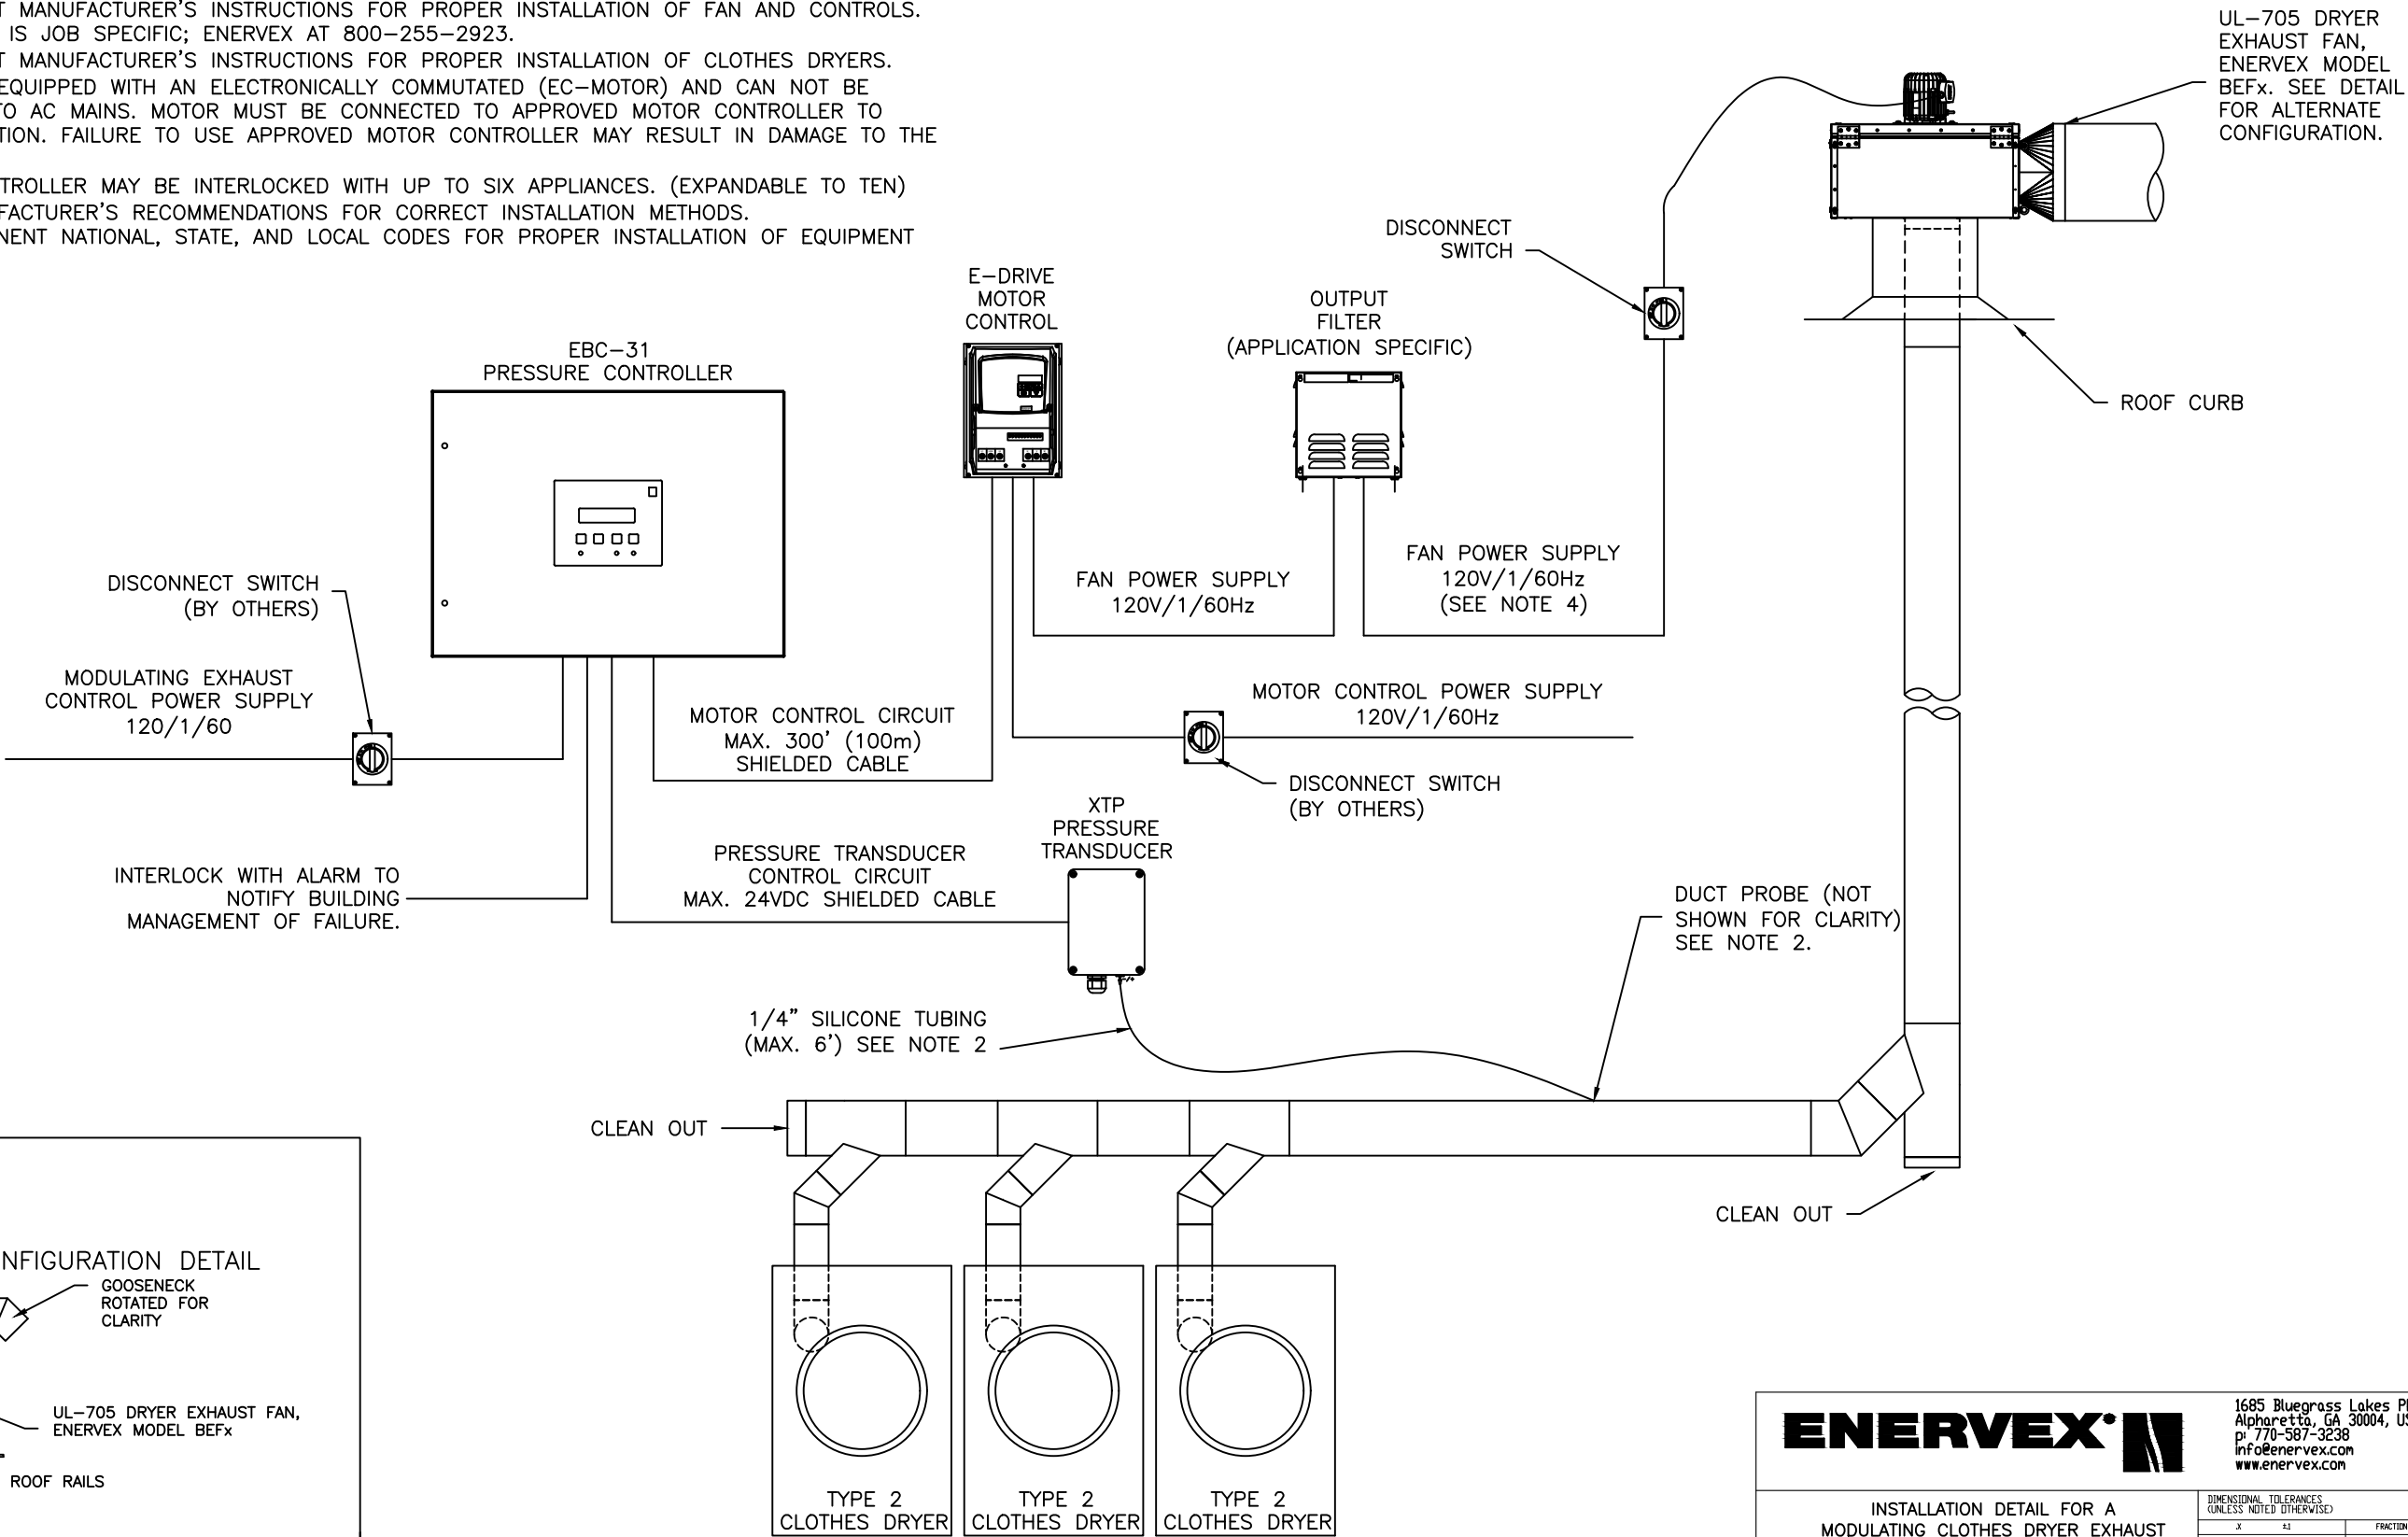 MANUFACTURER'S INSTRUCTIONS FOR PROPER INSTALLATION OF FAN AND CONTROLS.
IS JOB SPECIFIC; ENERVEX AT 800-255-2923.
MANUFACTURER'S INSTRUCTIONS FOR PROPER INSTALLATION OF CLOTHES DRYERS.
EQUIPPED WITH AN ELECTRONICALLY COMMUTATED (EC-MOTOR) AND CAN NOT BE
TO AC MAINS. MOTOR MUST BE CONNECTED TO APPROVED MOTOR CONTROLLER TO
TION. FAILURE TO USE APPROVED MOTOR CONTROLLER MAY RESULT IN DAMAGE TO THE
TROLLER MAY BE INTERLOCKED WITH UP TO SIX APPLIANCES. (EXPANDABLE TO TEN)
FACTURER'S RECOMMENDATIONS FOR CORRECT INSTALLATION METHODS.
NENT NATIONAL, STATE, AND LOCAL CODES FOR PROPER INSTALLATION OF EQUIPMENT
UL-705 DRYER
EXHAUST FAN,
ENERVEX MODEL
BEFx. SEE DETAIL
FOR ALTERNATE
CONFIGURATION.
DISCONNECT
SWITCH
E-DRIVE
MOTOR
CONTROL
OUTPUT
FILTER
(APPLICATION SPECIFIC)
EBC-31
PRESSURE CONTROLLER
ROOF CURB
DISCONNECT SWITCH
(BY OTHERS)
FAN POWER SUPPLY
120V/1/60Hz
FAN POWER SUPPLY
120V/1/60Hz
(SEE NOTE 4)
MODULATING EXHAUST
CONTROL POWER SUPPLY
120/1/60
MOTOR CONTROL CIRCUIT
MAX. 300' (100m)
SHIELDED CABLE
MOTOR CONTROL POWER SUPPLY
120V/1/60Hz
DISCONNECT SWITCH
(BY OTHERS)
XTP
PRESSURE
TRANSDUCER
INTERLOCK WITH ALARM TO
NOTIFY BUILDING
MANAGEMENT OF FAILURE.
PRESSURE TRANSDUCER
CONTROL CIRCUIT
MAX. 24VDC SHIELDED CABLE
DUCT PROBE (NOT
SHOWN FOR CLARITY)
SEE NOTE 2.
1/4" SILICONE TUBING
(MAX. 6') SEE NOTE 2
CLEAN OUT
CLEAN OUT
NFIGURATION DETAIL
GOOSENECK
ROTATED FOR
CLARITY
UL-705 DRYER EXHAUST FAN,
ENERVEX MODEL BEFx
ROOF RAILS
TYPE 2
CLOTHES DRYER
TYPE 2
CLOTHES DRYER
TYPE 2
CLOTHES DRYER
ENERVEX
1685 Bluegrass Lakes
Alpharetta, GA 30004,
p: 770-587-3238
info@enervex.com
www.enervex.com
INSTALLATION DETAIL FOR A
MODULATING CLOTHES DRYER EXHAUST
DIMENSIONAL TOLERANCES
(UNLESS NOTED OTHERWISE)
.X ±.1 FRACTION